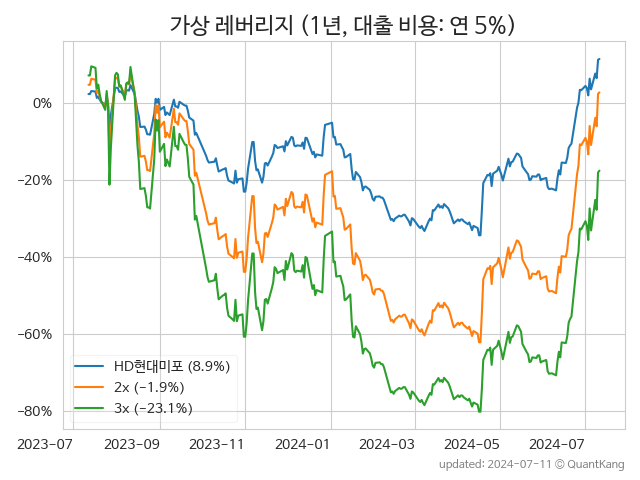 가상 레버리지 (1년, 대출 비용: 연 5%)
0%
−20%
−40%
−60%
−80%
HD현대미포 (8.9%)
2x (−1.9%)
3x (−23.1%)
2023-07 2023-09 2023-11 2024-01 2024-03 2024-05 2024-07
updated: 2024-07-11 © QuantKang